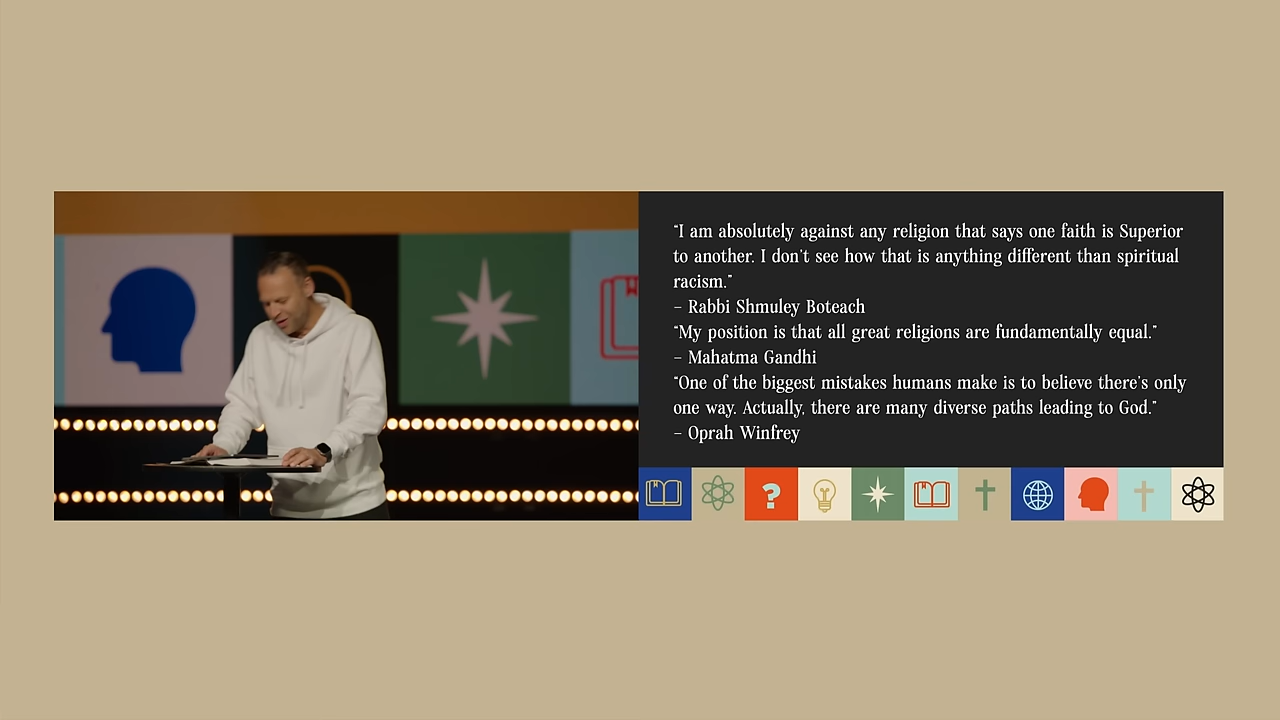 “I am absolutely against any religion that says one faith is Superior
to another. I don't see how that is anything different than spiritual
racism.”
– Rabbi Shmuley Boteach
“My position is that all great religions are fundamentally equal.”
– Mahatma Gandhi
“One of the biggest mistakes humans make is to believe there's only
one way. Actually, there are many diverse paths leading to God.”
– Oprah Winfrey
?